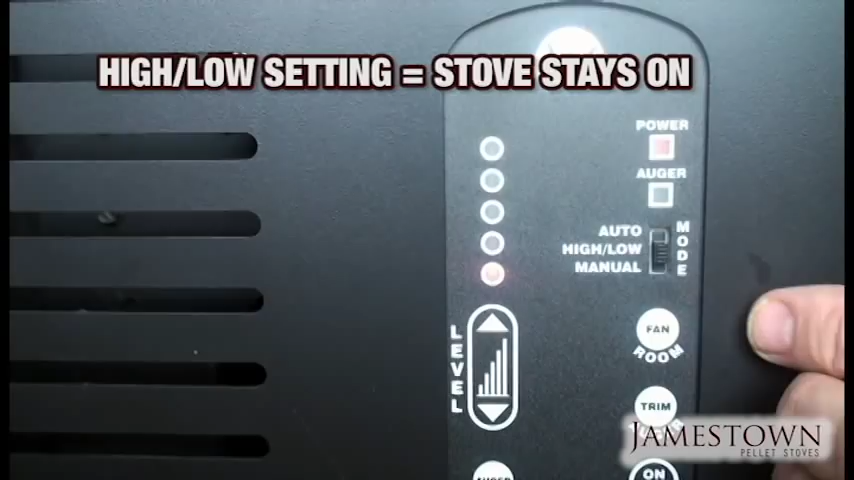 HIGH/LOW SETTING = STOVE STAYS ON
POWER
AUGER
AUTO
HIGH/LOW
MANUAL
MODE
LEVEL
FAN
ROOM
TRIM
ON
JAMESTOWN
PELLET STOVES